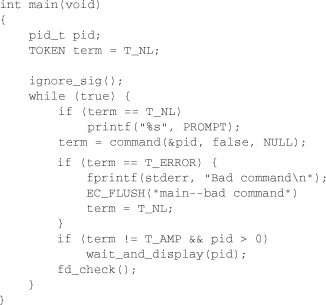 int main(void)
{
    pid_t pid;
    TOKEN term = T_NL;

    ignore_sig();
    while (true) {
        if (term == T_NL)
            printf("%s", PROMPT);
        term = command(&pid, false, NULL);
        if (term == T_ERROR) {
            fprintf(stderr, "Bad command\n");
            EC_FLUSH("main--bad command")
            term = T_NL;
        }
        if (term != T_AMP && pid > 0)
            wait_and_display(pid);
        fd_check();
    }
}